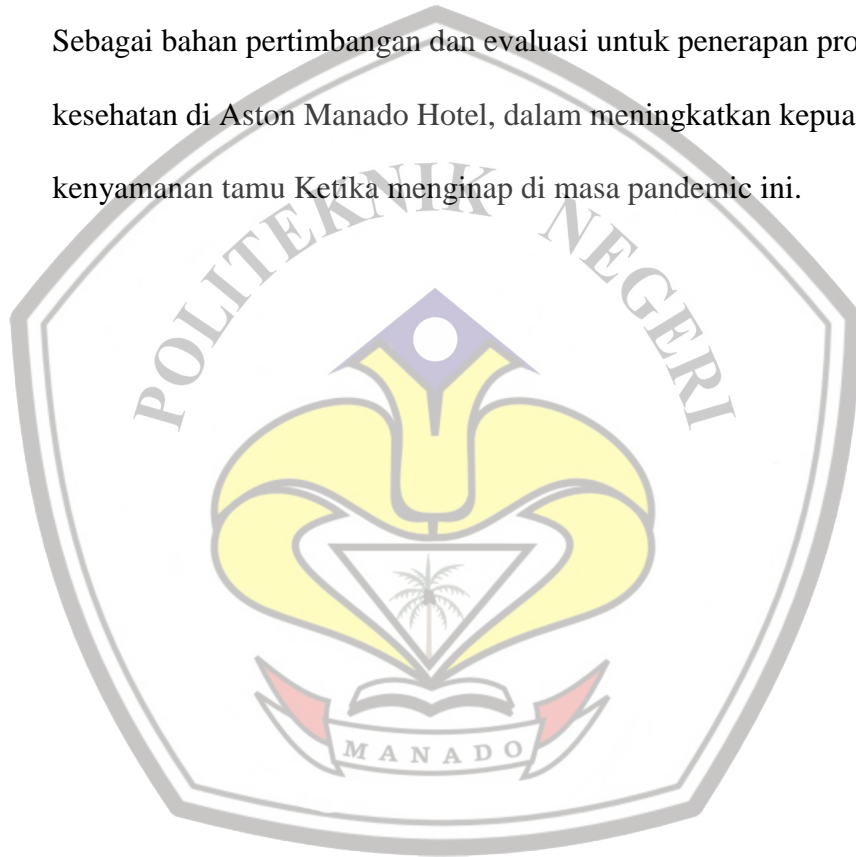 Sebagai bahan pertimbangan dan evaluasi untuk penerapan pro
kesehatan di Aston Manado Hotel, dalam meningkatkan kepua
kenyamanan tamu Ketika menginap di masa pandemic ini.
POLITEKNIK NEGERI
MANADO